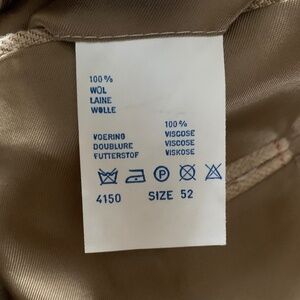 100%
WOL
LAINE
WOLLE
VOERING
DOUBLURE
FUTTERSTOF
100%
VISCOSE
VISCOSE
VISKOSE
P
4150 SIZE 52